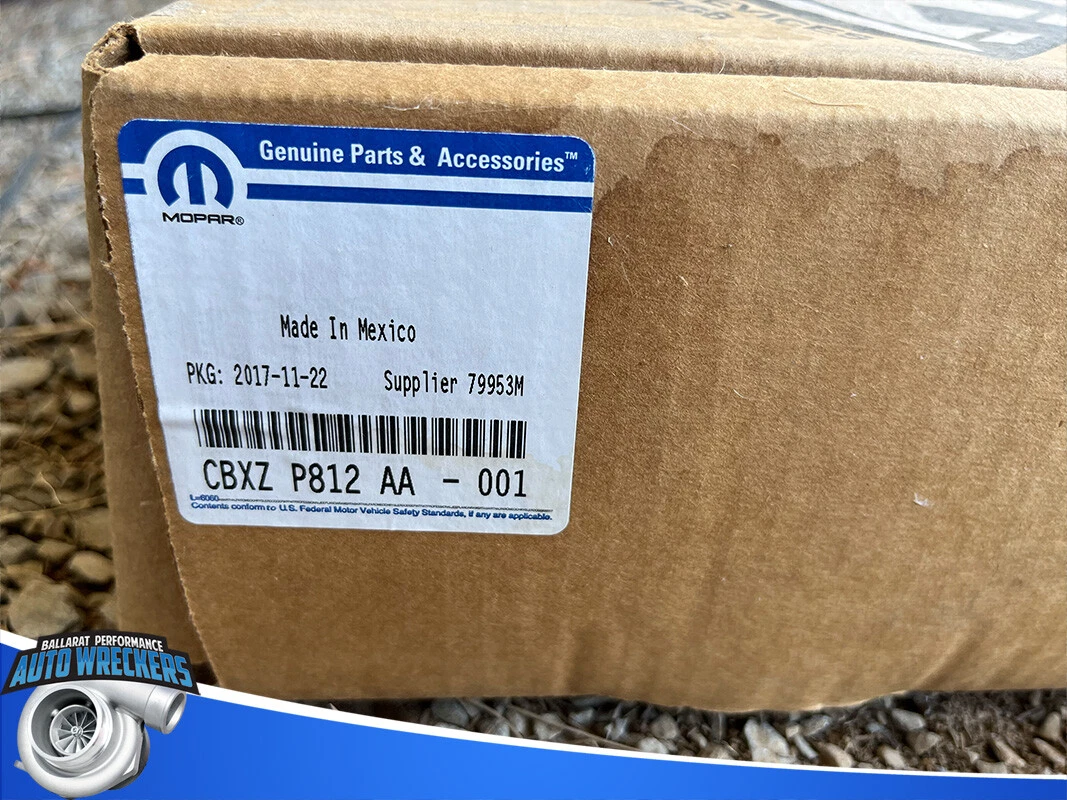 Genuine Parts & Accessories™
MOPAR®
Made In Mexico
PKG: 2017-11-22 Supplier 79953M
CBXZ P812 AA - 001
L=6060
Contents conform to U.S. Federal Motor Vehicle Safety Standards, if any are applicable.
BALLARAT PERFORMANCE
AUTO WRECKERS